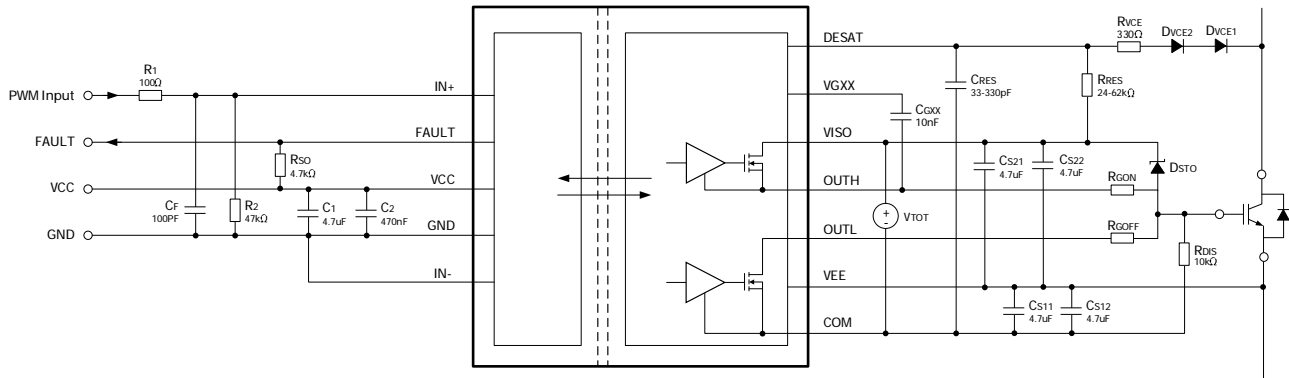 PWM Input
FAULT
VCC
GND
R1
100Ω
CF
100PF
R2
47kΩ
RSO
4.7kΩ
C1
4.7uF
C2
470nF
IN+
FAULT
VCC
GND
IN-
DESAT
VGXX
VISO
OUTH
OUTL
VEE
COM
VTOT
CGXX
10nF
CRES
33-330pF
RVCE
330Ω
DVCE2
DVCE1
RRES
24-62kΩ
CS21
4.7uF
CS22
4.7uF
DSTO
RGON
RGOFF
RDIS
10kΩ
CS11
4.7uF
CS12
4.7uF